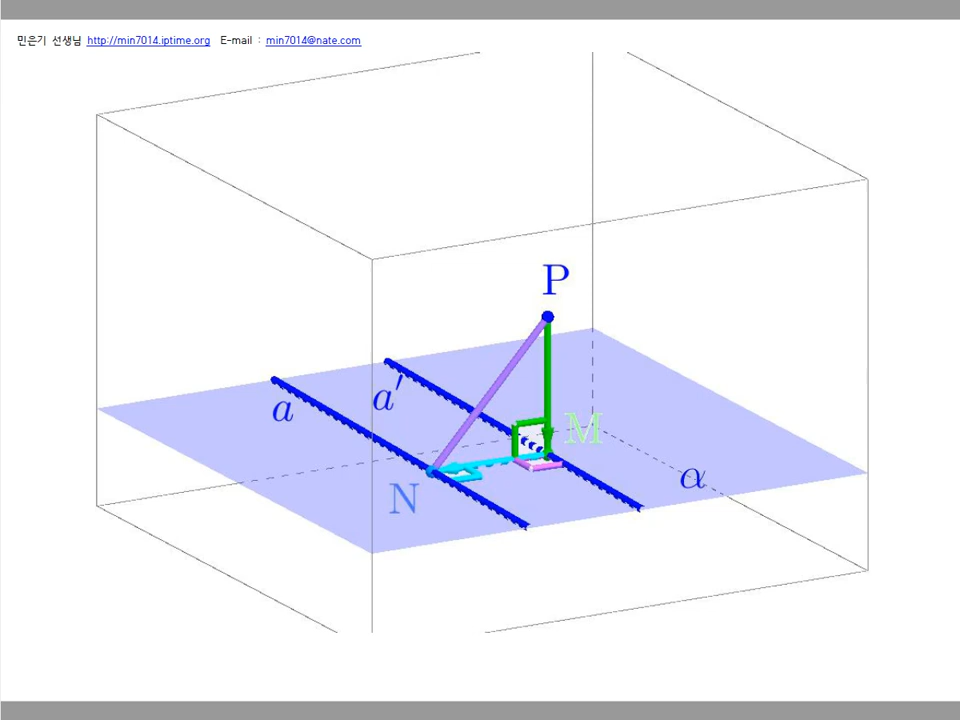 민은기 선생님 http://min7014.iptime.org E-mail : min7014@nate.com
P
a
a′
M
α
N